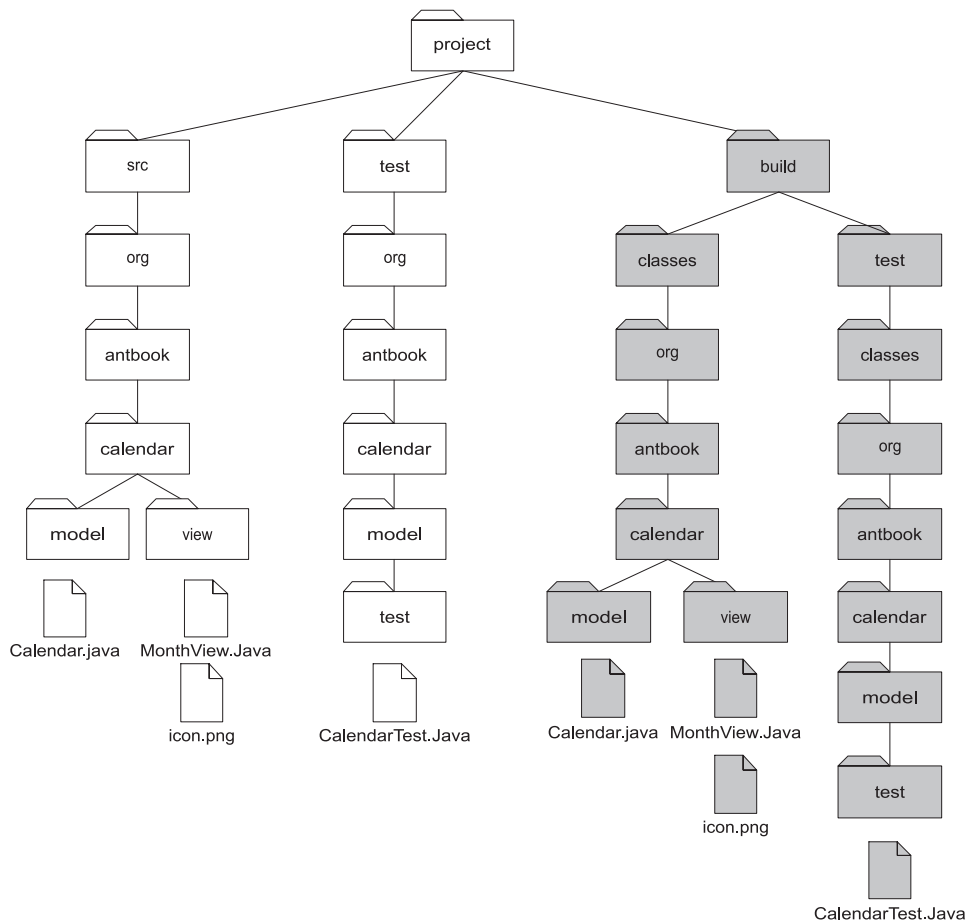 project
src
test
build
org
org
classes
test
antbook
antbook
org
classes
calendar
calendar
antbook
org
model
view
model
calendar
antbook
Calendar.java
MonthView.Java
test
model
view
calendar
icon.png
CalendarTest.Java
Calendar.java
MonthView.Java
model
icon.png
test
CalendarTest.Java